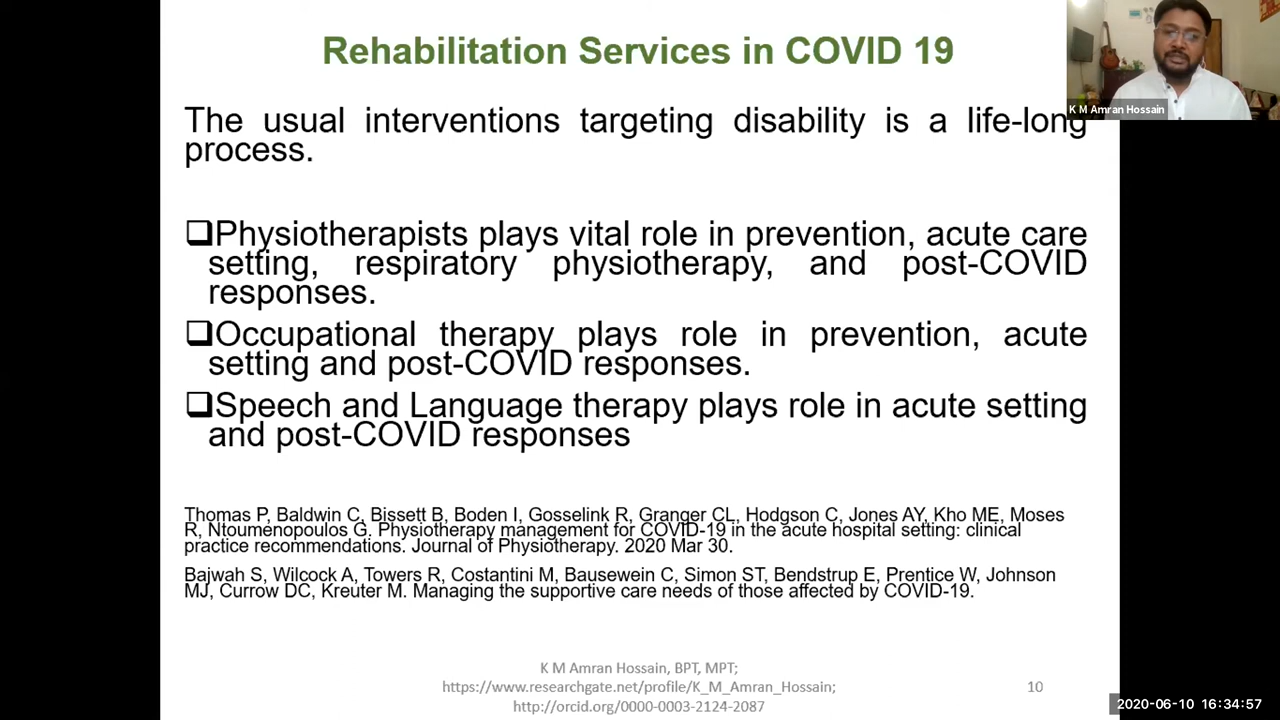 Rehabilitation Services in COVID 19
K M Amran Hossain
The usual interventions targeting disability is a life-long
process.
❑Physiotherapists plays vital role in prevention, acute care
setting, respiratory physiotherapy, and post-COVID
responses.
❑Occupational therapy plays role in prevention, acute
setting and post-COVID responses.
❑Speech and Language therapy plays role in acute setting
and post-COVID responses
Thomas P, Baldwin C, Bissett B, Boden I, Gosselink R, Granger CL, Hodgson C, Jones AY, Kho ME, Moses
R, Ntoumenopoulos G. Physiotherapy management for COVID-19 in the acute hospital setting: clinical
practice recommendations. Journal of Physiotherapy. 2020 Mar 30.
Bajwah S, Wilcock A, Towers R, Costantini M, Bausewein C, Simon ST, Bendstrup E, Prentice W, Johnson
MJ, Currow DC, Kreuter M. Managing the supportive care needs of those affected by COVID-19.
K M Amran Hossain, BPT, MPT;
https://www.researchgate.net/profile/K_M_Amran_Hossain;
http://orcid.org/0000-0003-2124-2087
10
2020-06-10 16:34:57